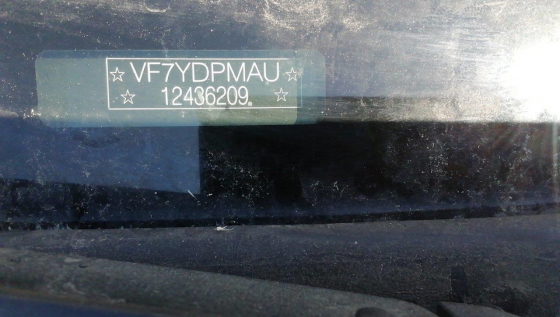 ☆ VF7YDPMAU ☆
☆ 12436209. ☆